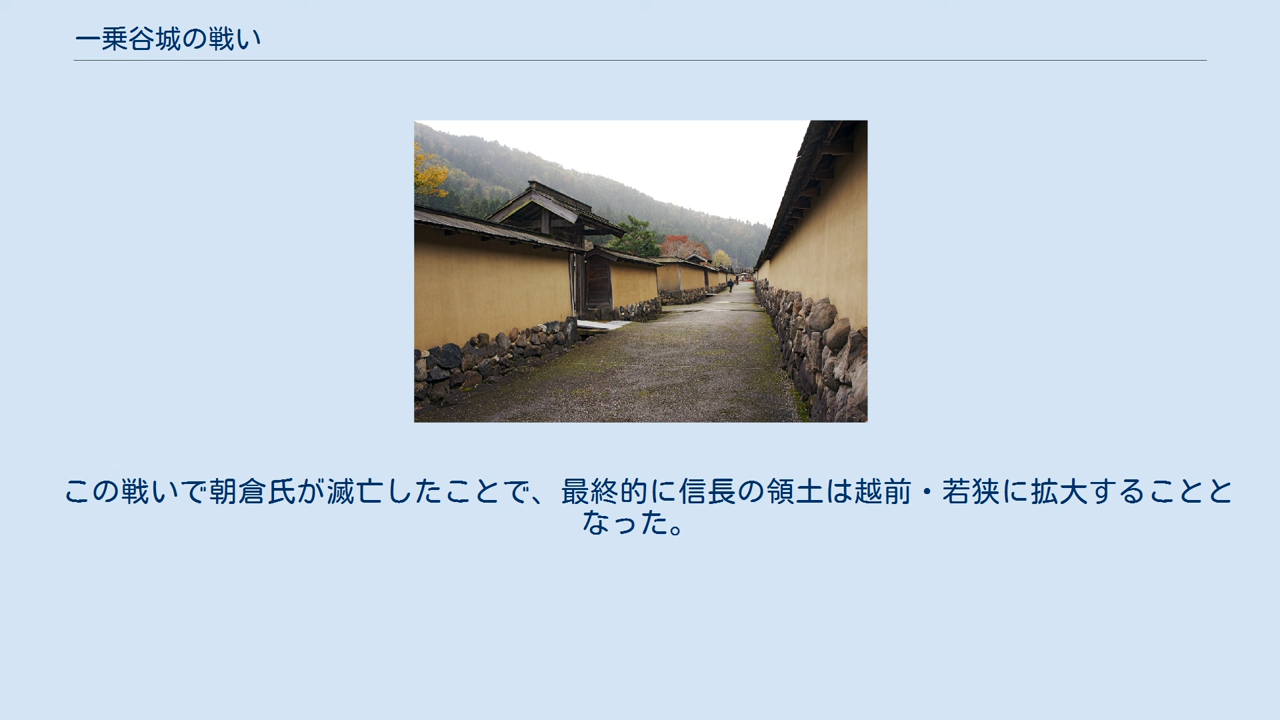 一乗谷城の戦い
この戦いで朝倉氏が滅亡したことで、最終的に信長の領土は越前・若狭に拡大することと
なった。